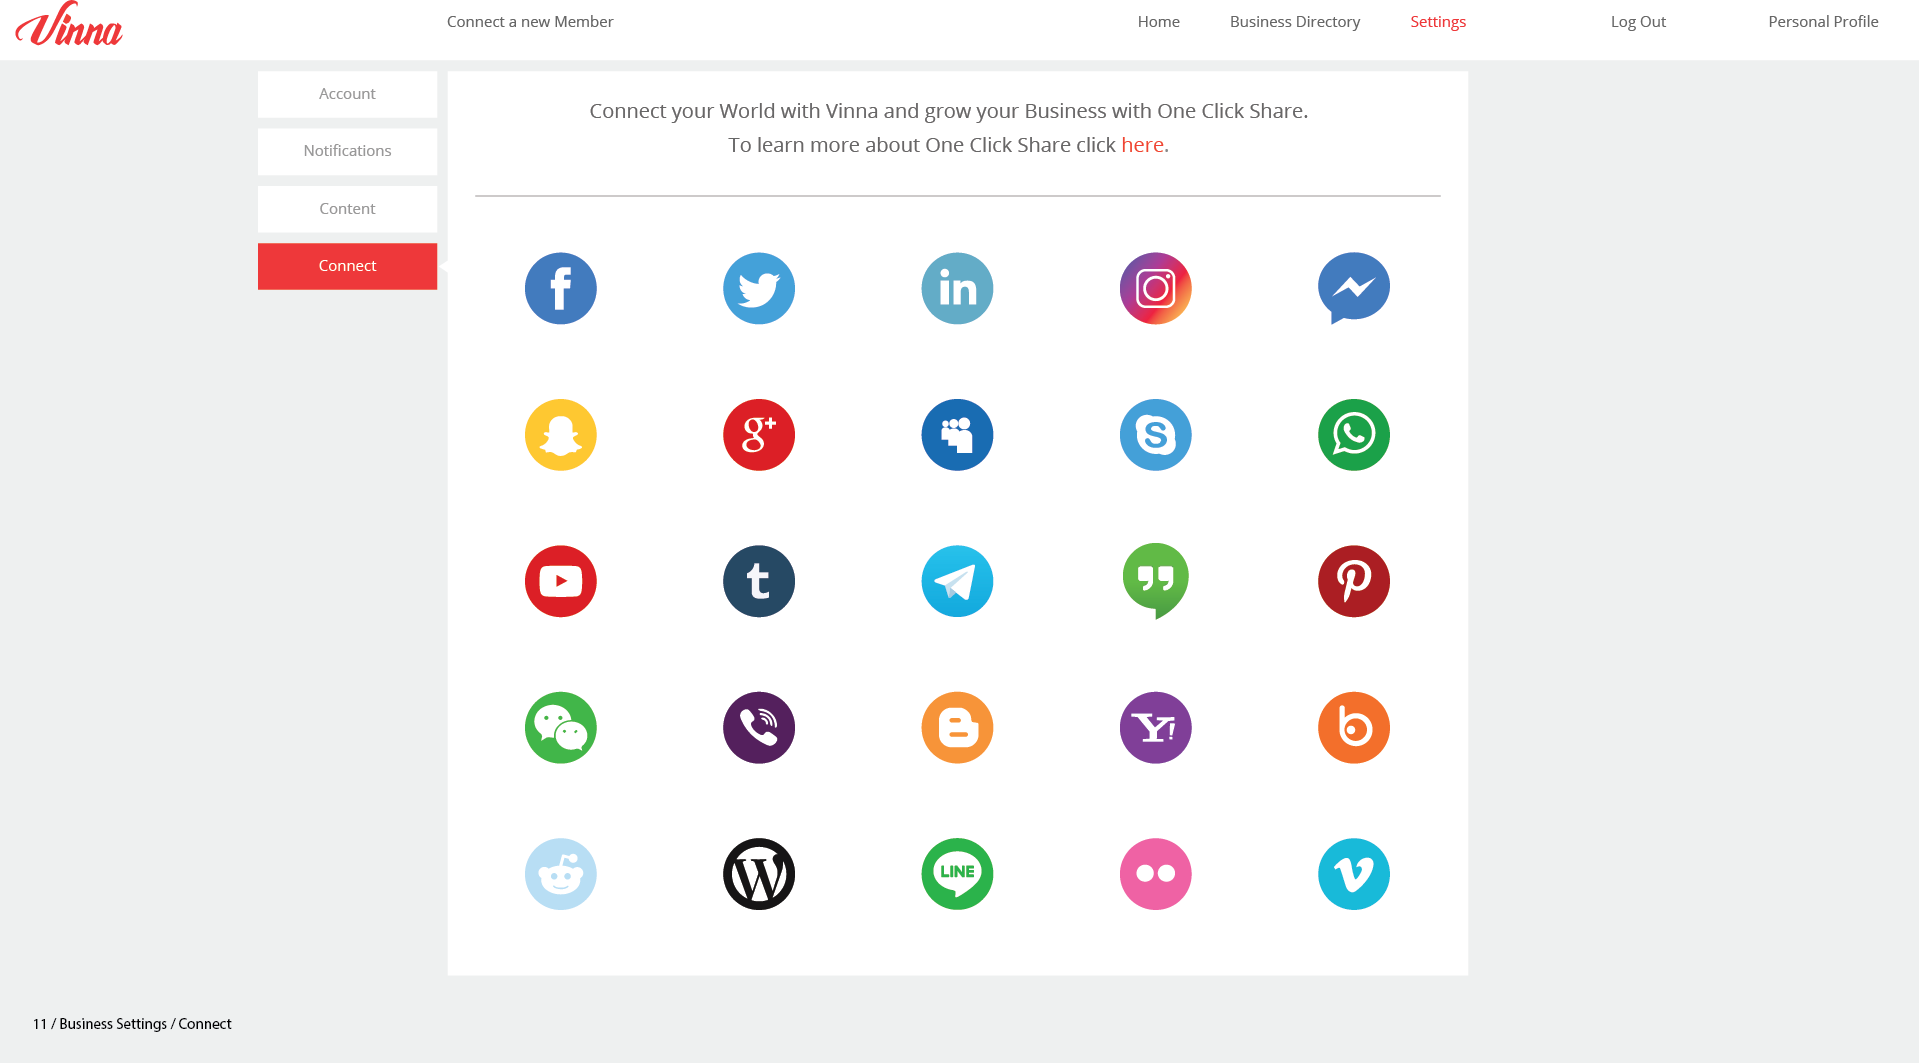 Vinna
Connect a new Member
Home
Business Directory
Settings
Log Out
Personal Profile
Account
Notifications
Content
Connect
Connect your World with Vinna and grow your Business with One Click Share.
To learn more about One Click Share click here.
f
in
g+
S
t
B
Y!
b
W
LINE
v
11 / Business Settings / Connect